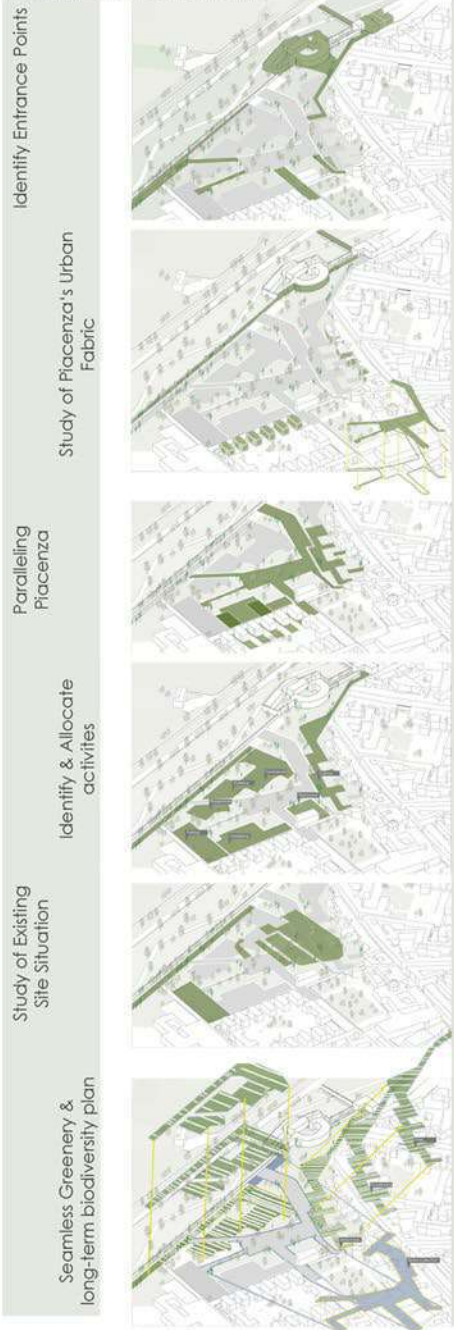 Identify Entrance Points
Study of Piacenza's Urban
Fabric
Paralleling
Piacenza
Identify & Allocate
activites
Study of Existing
Site Situation
Seamless Greenery &
long-term biodiversity plan